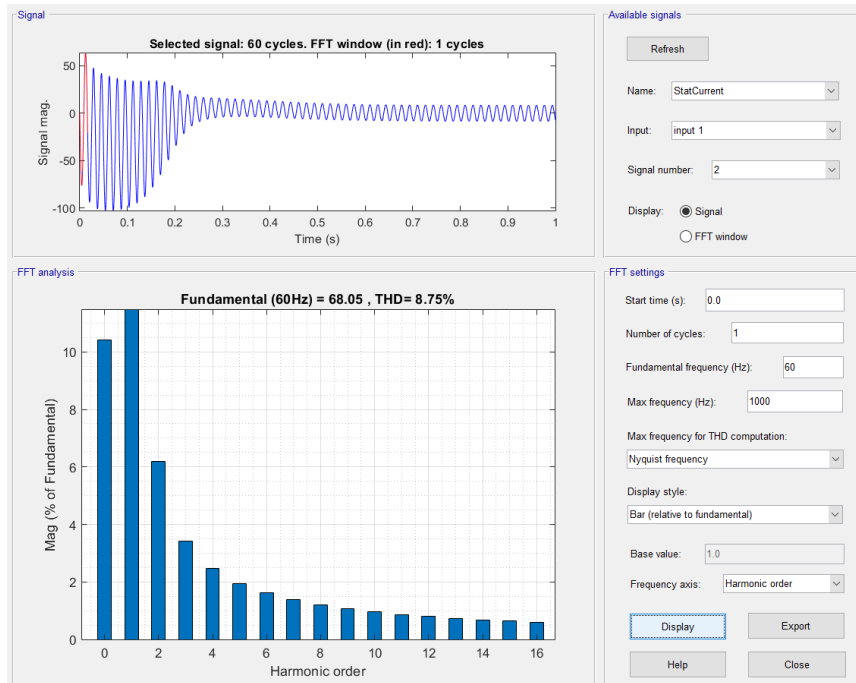 Signal
Selected signal: 60 cycles. FFT window (in red): 1 cycles
50
0
-50
-100
Signal mag.
0 0.1 0.2 0.3 0.4 0.5 0.6 0.7 0.8 0.9 1
Time (s)
Available signals
Refresh
Name: StatCurrent
Input: input 1
Signal number: 2
Display: Signal
FFT window
FFT analysis
Fundamental (60Hz) = 68.05 , THD= 8.75%
10
8
6
4
2
0
Mag (% of Fundamental)
0 2 4 6 8 10 12 14 16
Harmonic order
FFT settings
Start time (s): 0.0
Number of cycles: 1
Fundamental frequency (Hz): 60
Max frequency (Hz): 1000
Max frequency for THD computation:
Nyquist frequency
Display style:
Bar (relative to fundamental)
Base value: 1.0
Frequency axis: Harmonic order
Display Export
Help Close